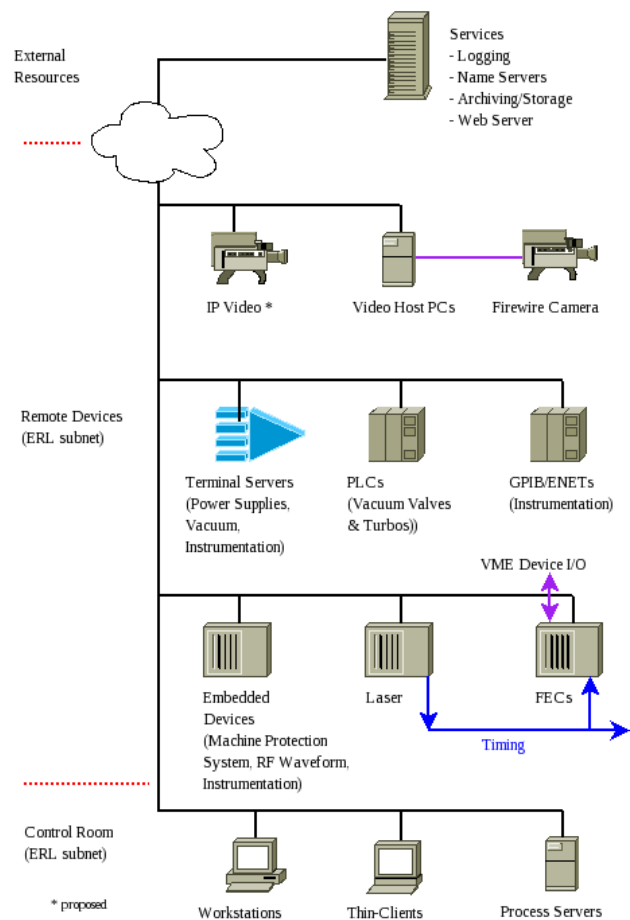 External
Resources
Services
- Logging
- Name Servers
- Archiving/Storage
- Web Server
IP Video *
Video Host PCs
Firewire Camera
Remote Devices
(ERL subnet)
Terminal Servers
(Power Supplies,
Vacuum,
Instrumentation)
PLCs
(Vacuum Valves
& Turbos))
GPIB/ENETs
(Instrumentation)
VME Device I/O
Embedded
Devices
(Machine Protection
System, RF Waveform,
Instrumentation)
Laser
FECs
Timing
Control Room
(ERL subnet)
* proposed
Workstations
Thin-Clients
Process Servers